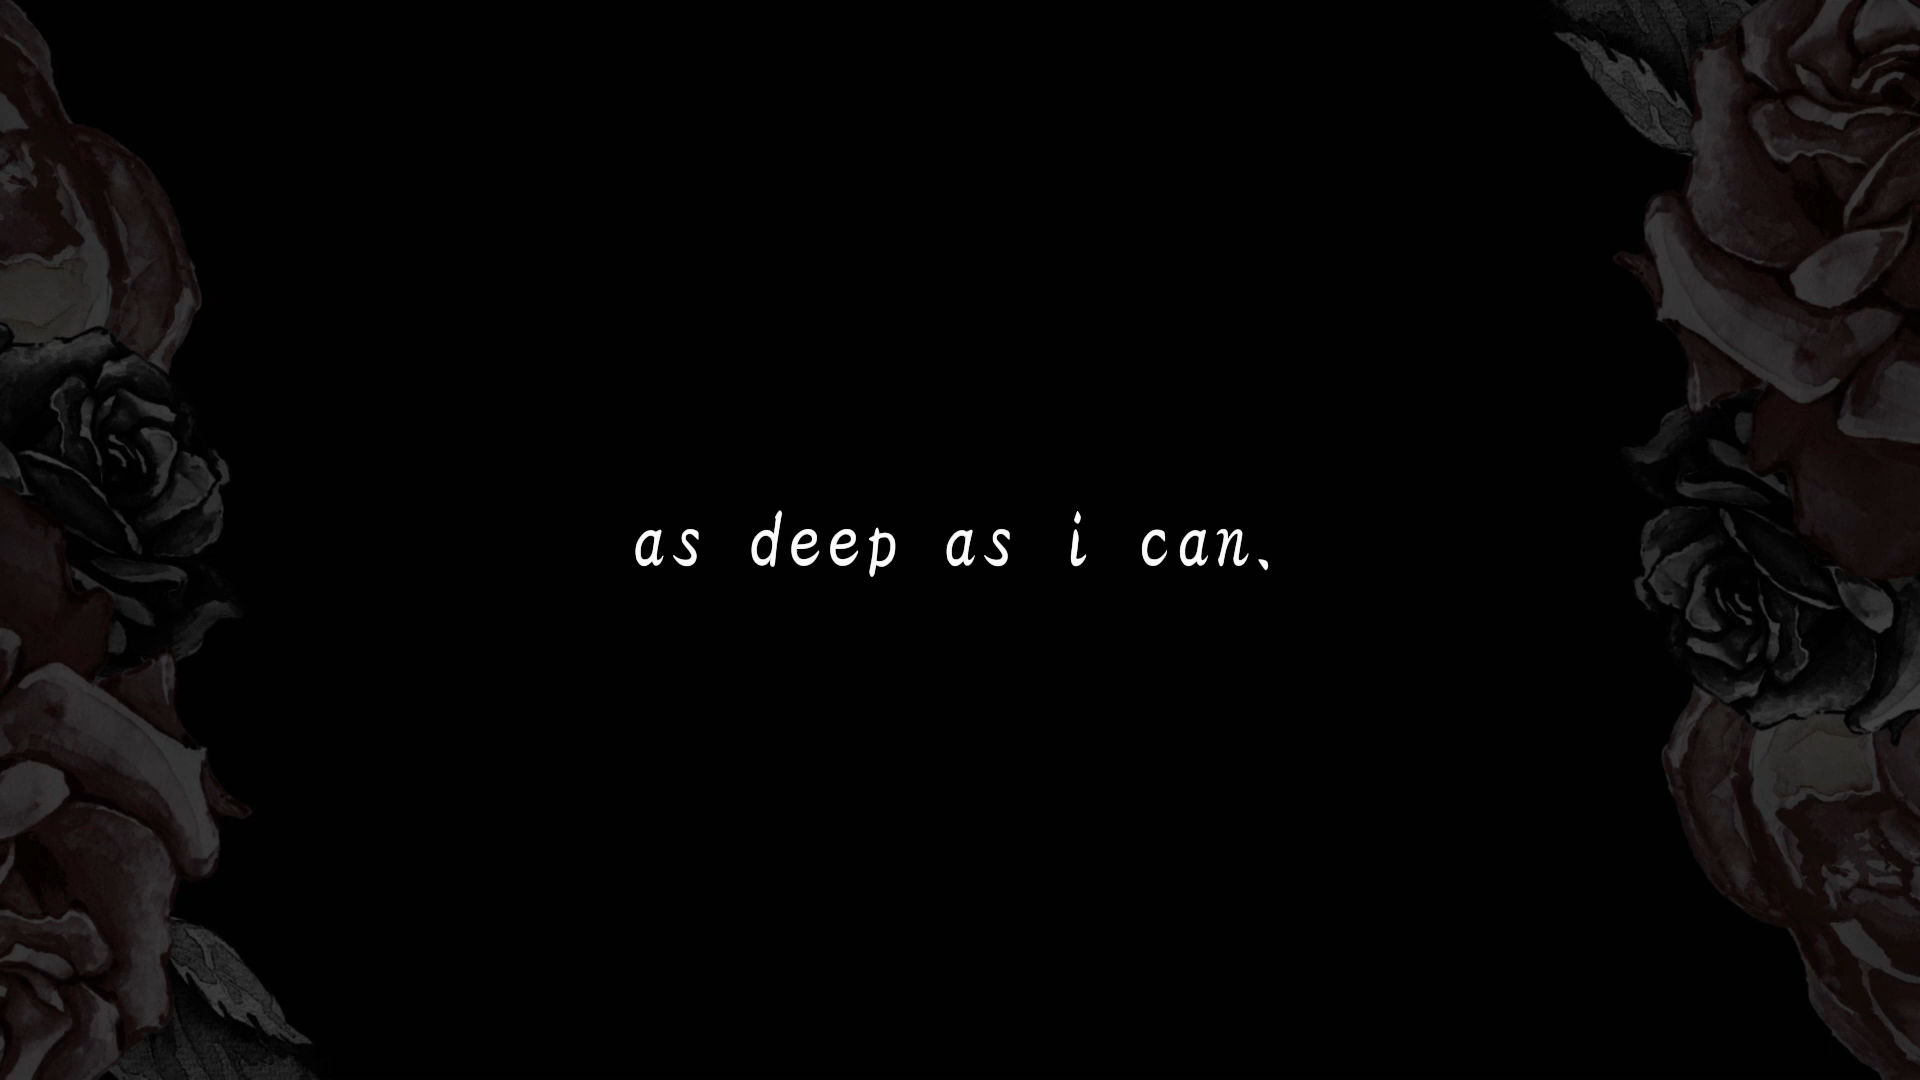 as deep as i can、